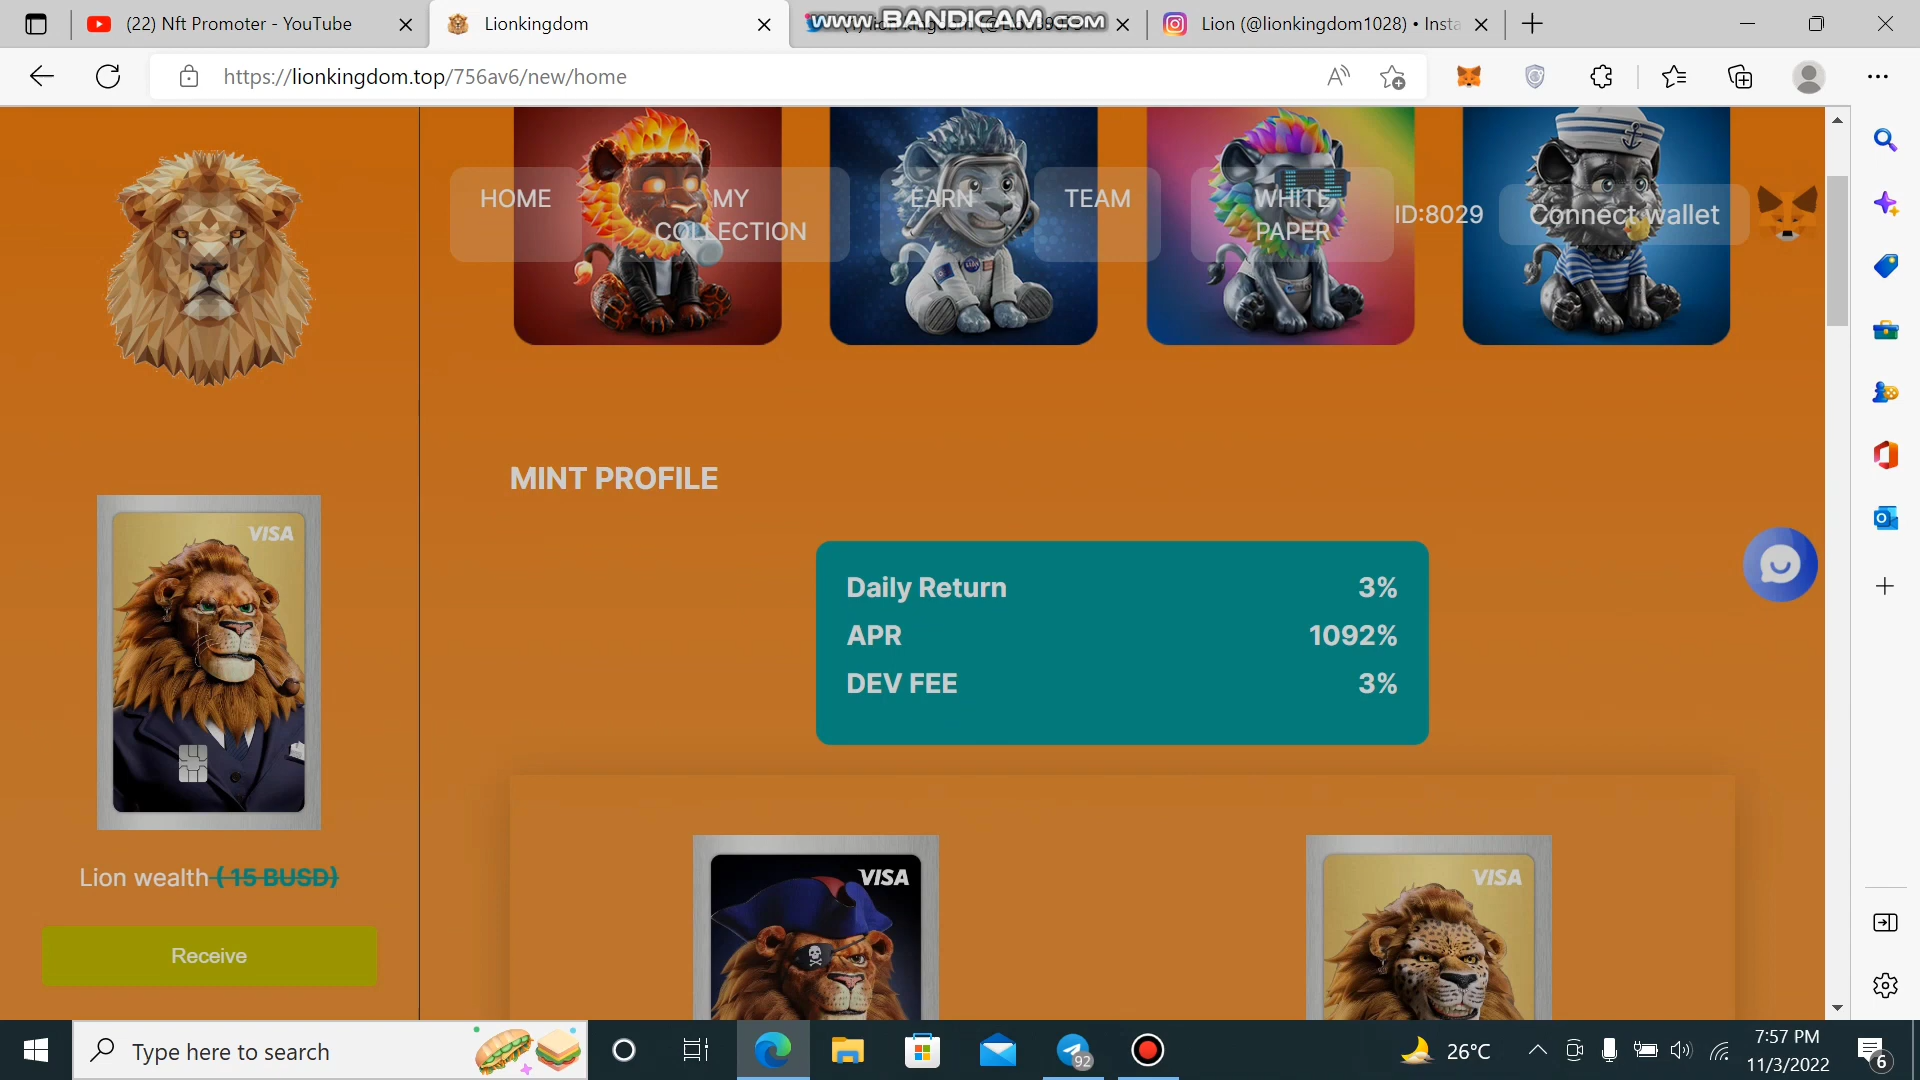 (22) Nft Promoter - YouTube
Lionkingdom
www.BANDICAM.com
Lion (@lionkingdom1028) • Insta
https://lionkingdom.top/756av6/new/home
HOME
MY COLLECTION
EARN
TEAM
WHITE PAPER
ID:8029
Connect wallet
MINT PROFILE
VISA
Daily Return 3%
APR 1092%
DEV FEE 3%
VISA
VISA
Lion wealth ( 15 BUSD)
Receive
Type here to search
92
26°C
7:57 PM
11/3/2022
6